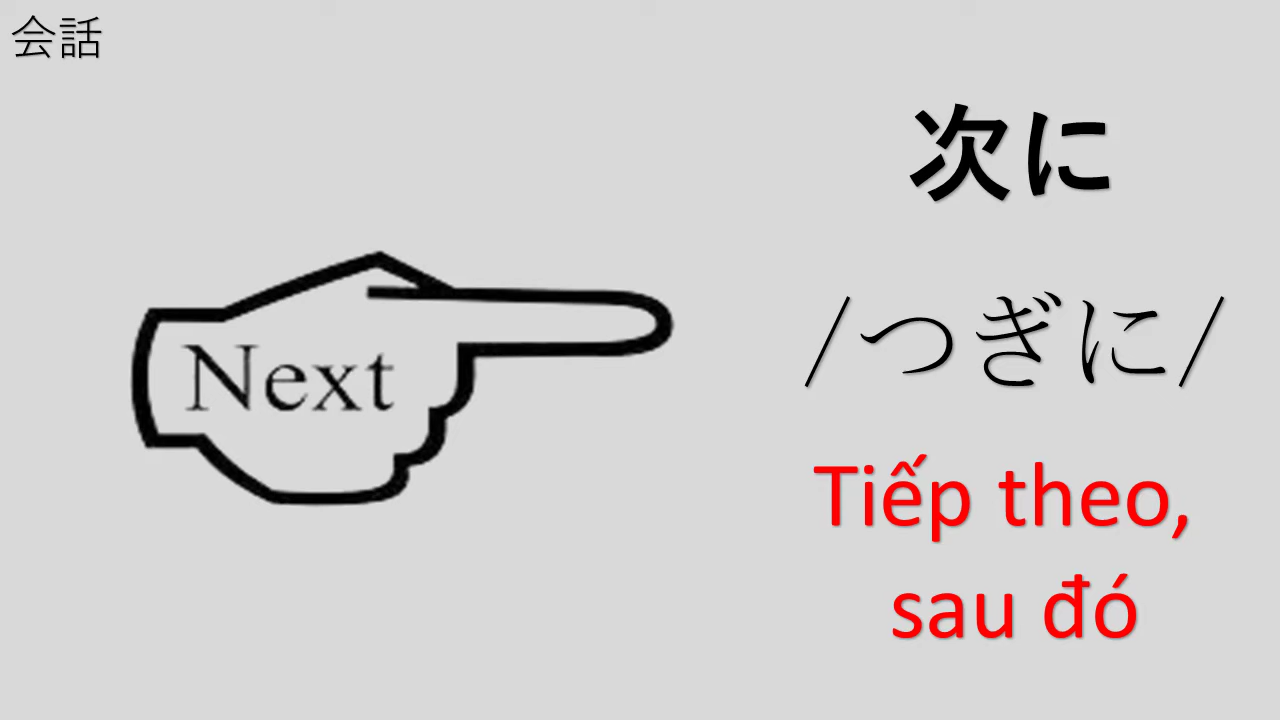 会話
次に
/つぎに/
Next
Tiếp theo,
sau đó